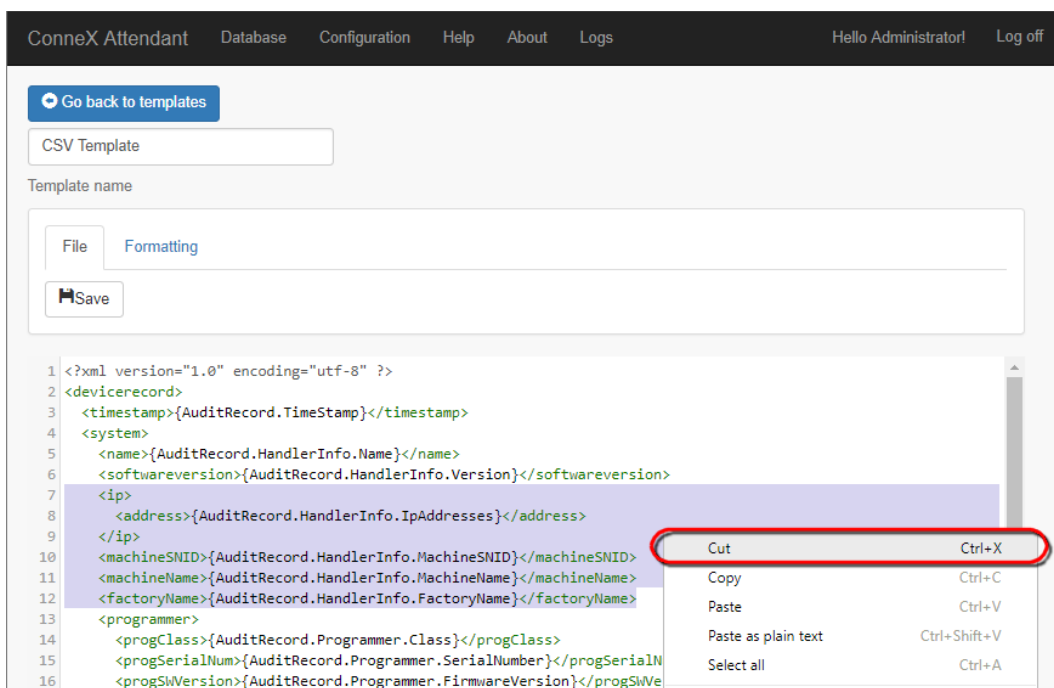 ConneX Attendant Database Configuration Help About Logs Hello Administrator! Log off
Go back to templates
CSV Template
Template name
File Formatting
Save
1 <?xml version="1.0" encoding="utf-8" ?>
2 <devicerecord>
3 <timestamp>{AuditRecord.TimeStamp}</timestamp>
4 <system>
5 <name>{AuditRecord.HandlerInfo.Name}</name>
6 <softwareversion>{AuditRecord.HandlerInfo.Version}</softwareversion>
7 <ip>
8 <address>{AuditRecord.HandlerInfo.IpAddresses}</address>
9 </ip>
10 <machineSNID>{AuditRecord.HandlerInfo.MachineSNID}</machineSNID>
11 <machineName>{AuditRecord.HandlerInfo.MachineName}</machineName>
12 <factoryName>{AuditRecord.HandlerInfo.FactoryName}</factoryName>
13 <programmer>
14 <progClass>{AuditRecord.Programmer.Class}</progClass>
15 <progSerialNum>{AuditRecord.Programmer.SerialNumber}</progSerialN
16 <progSWVersion>{AuditRecord.Programmer.FirmwareVersion}</progSWVe
Cut Ctrl+X
Copy Ctrl+C
Paste Ctrl+V
Paste as plain text Ctrl+Shift+V
Select all Ctrl+A